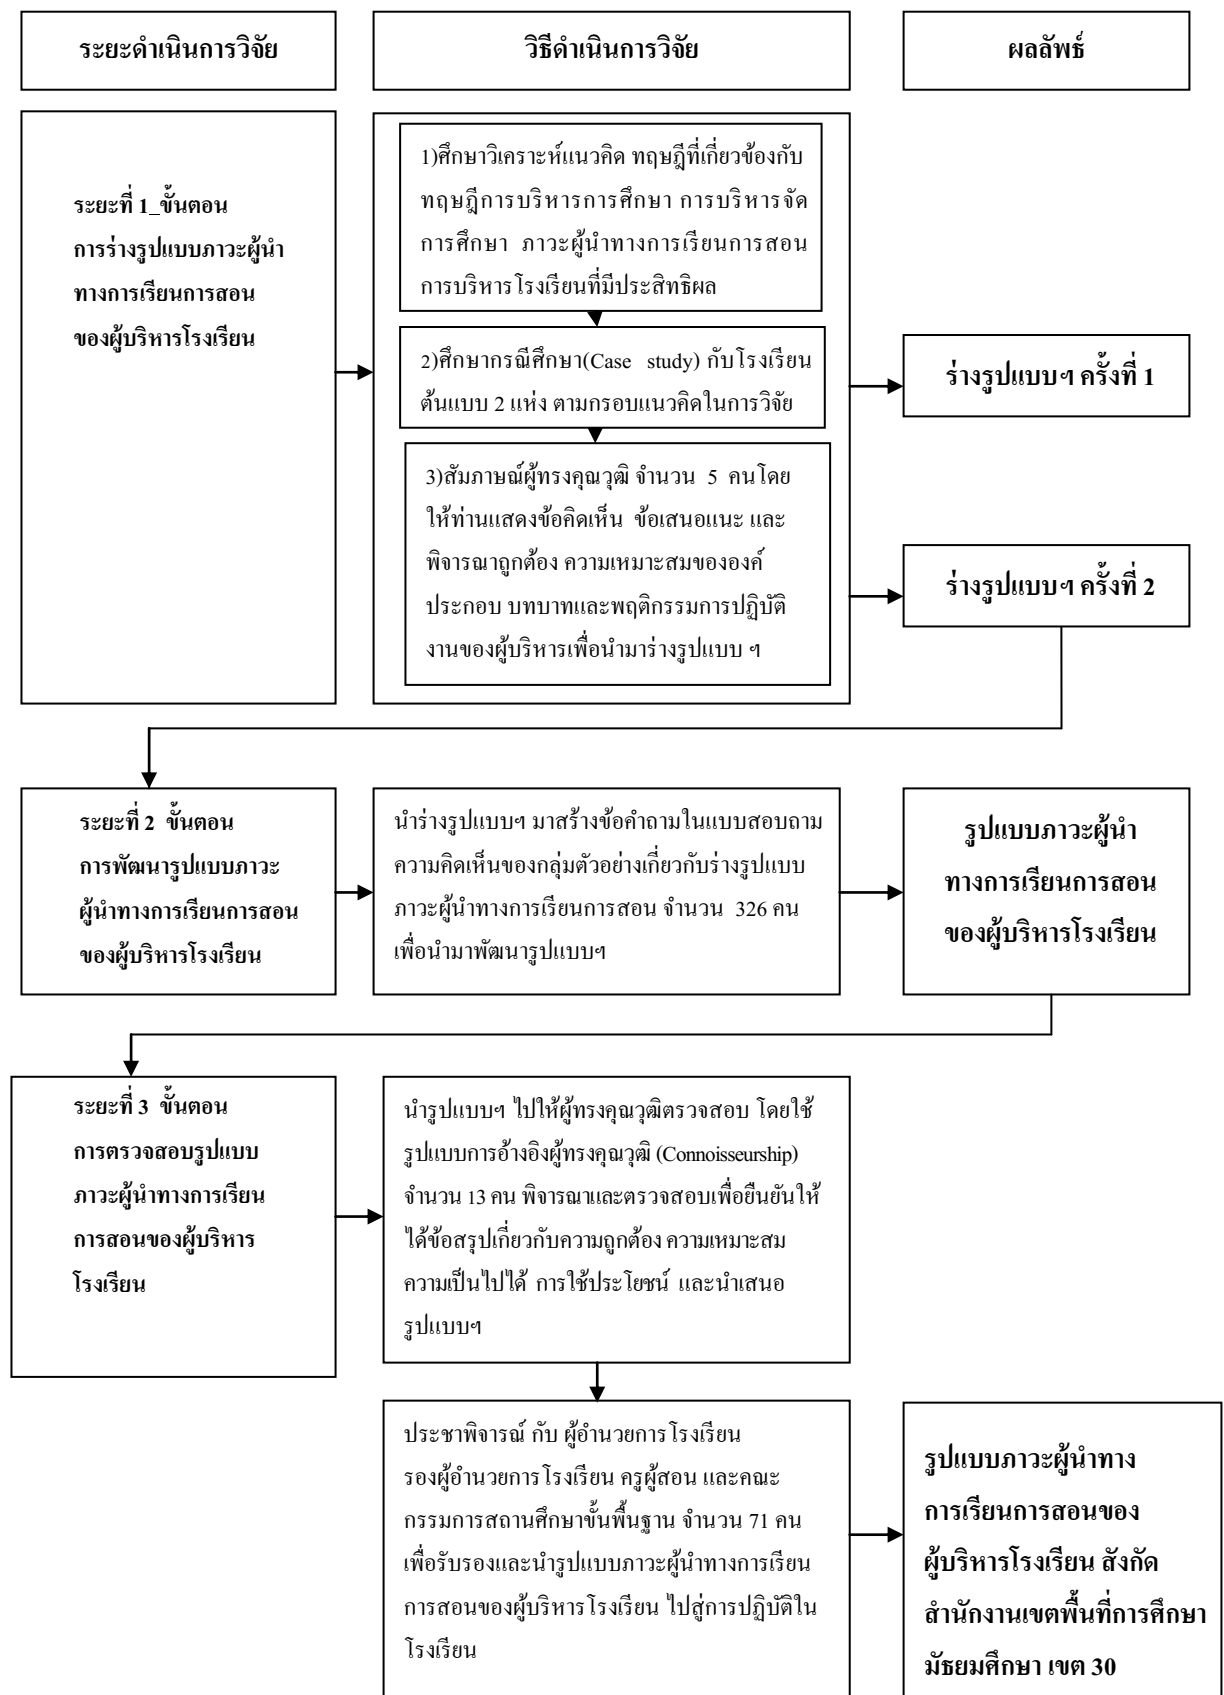 ระยะดำเนินการวิจัย
วิธีดำเนินการวิจัย
ผลลัพธ์
ระยะที่ 1_ขั้นตอน
การร่างรูปแบบภาวะผู้นำ
ทางการเรียนการสอน
ของผู้บริหารโรงเรียน
1)ศึกษาวิเคราะห์แนวคิด ทฤษฎีที่เกี่ยวข้องกับ
ทฤษฎีการบริหารการศึกษา การบริหารจัด
การศึกษา ภาวะผู้นำทางการเรียนการสอน
การบริหารโรงเรียนที่มีประสิทธิผล
2)ศึกษากรณีศึกษา(Case study) กับโรงเรียน
ต้นแบบ 2 แห่ง ตามกรอบแนวคิดในการวิจัย
3)สัมภาษณ์ผู้ทรงคุณวุฒิ จำนวน 5 คนโดย
ให้ท่านแสดงข้อคิดเห็น ข้อเสนอแนะ และ
พิจารณาถูกต้อง ความเหมาะสมขององค์
ประกอบ บทบาทและพฤติกรรมการปฏิบัติ
งานของผู้บริหารเพื่อนำมาร่างรูปแบบ ฯ
ร่างรูปแบบฯ ครั้งที่ 1
ร่างรูปแบบฯ ครั้งที่ 2
ระยะที่ 2 ขั้นตอน
การพัฒนารูปแบบภาวะ
ผู้นำทางการเรียนการสอน
ของผู้บริหารโรงเรียน
นำร่างรูปแบบฯ มาสร้างข้อคำถามในแบบสอบถาม
ความคิดเห็นของกลุ่มตัวอย่างเกี่ยวกับร่างรูปแบบ
ภาวะผู้นำทางการเรียนการสอน จำนวน 326 คน
เพื่อนำมาพัฒนารูปแบบฯ
รูปแบบภาวะผู้นำ
ทางการเรียนการสอน
ของผู้บริหารโรงเรียน
ระยะที่ 3 ขั้นตอน
การตรวจสอบรูปแบบ
ภาวะผู้นำทางการเรียน
การสอนของผู้บริหาร
โรงเรียน
นำรูปแบบฯ ไปให้ผู้ทรงคุณวุฒิตรวจสอบ โดยใช้
รูปแบบการอ้างอิงผู้ทรงคุณวุฒิ (Connoisseurship)
จำนวน 13 คน พิจารณาและตรวจสอบเพื่อยืนยันให้
ได้ข้อสรุปเกี่ยวกับความถูกต้อง ความเหมาะสม
ความเป็นไปได้ การใช้ประโยชน์ และนำเสนอ
รูปแบบฯ
ประชาพิจารณ์ กับ ผู้อำนวยการโรงเรียน
รองผู้อำนวยการโรงเรียน ครูผู้สอน และคณะ
กรรมการสถานศึกษาขั้นพื้นฐาน จำนวน 71 คน
เพื่อรับรองและนำรูปแบบภาวะผู้นำทางการเรียน
การสอนของผู้บริหารโรงเรียน ไปสู่การปฏิบัติใน
โรงเรียน
รูปแบบภาวะผู้นำทาง
การเรียนการสอนของ
ผู้บริหารโรงเรียน สังกัด
สำนักงานเขตพื้นที่การศึกษา
มัธยมศึกษา เขต 30